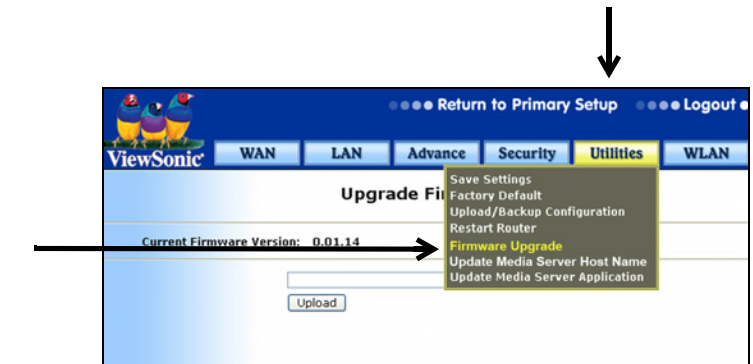 Return to Primary Setup Logout
ViewSonic WAN LAN Advance Security Utilities WLAN
Upgrade Fi
Save Settings
Factory Default
Upload/Backup Configuration
Restart Router
Firmware Upgrade
Update Media Server Host Name
Update Media Server Application
Current Firmware Version: 0.01.14
Upload